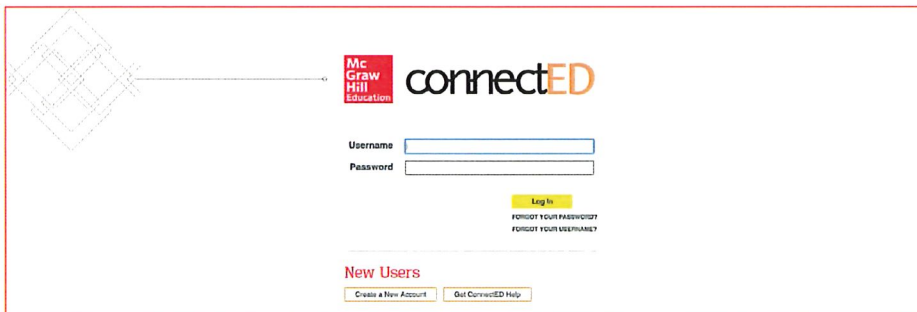 Mc
Graw
Hill
Education
connectED
Username
Password
Log In
FORGOT YOUR PASSWORD?
FORGOT YOUR USERNAME?
New Users
Create a New Account Get ConnectED Help